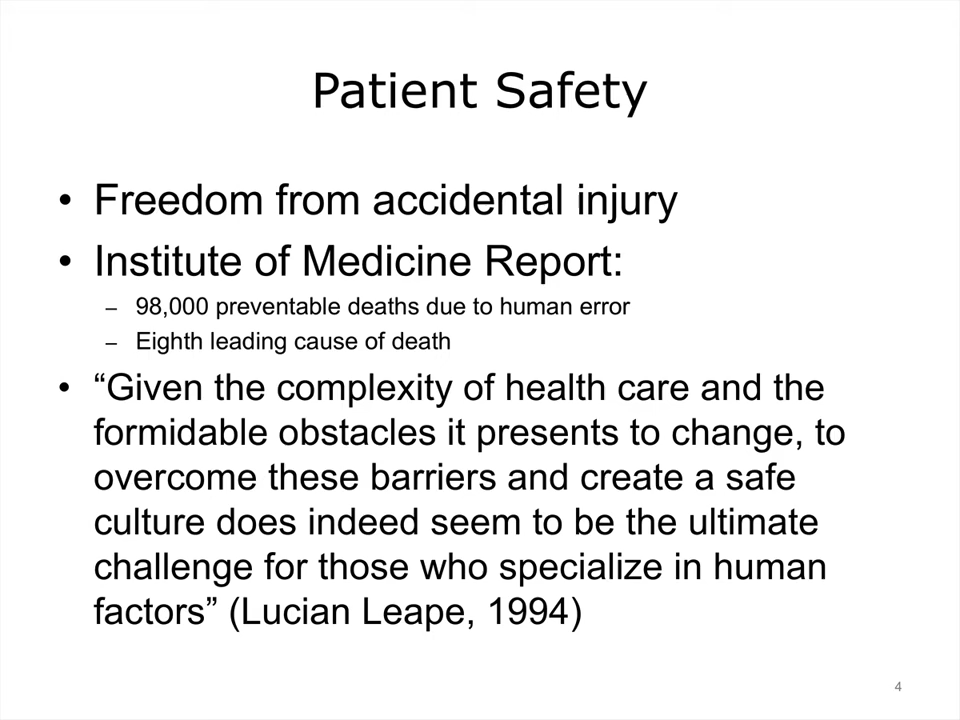 Patient Safety
• Freedom from accidental injury
• Institute of Medicine Report:
– 98,000 preventable deaths due to human error
– Eighth leading cause of death
• “Given the complexity of health care and the
formidable obstacles it presents to change, to
overcome these barriers and create a safe
culture does indeed seem to be the ultimate
challenge for those who specialize in human
factors” (Lucian Leape, 1994)
4